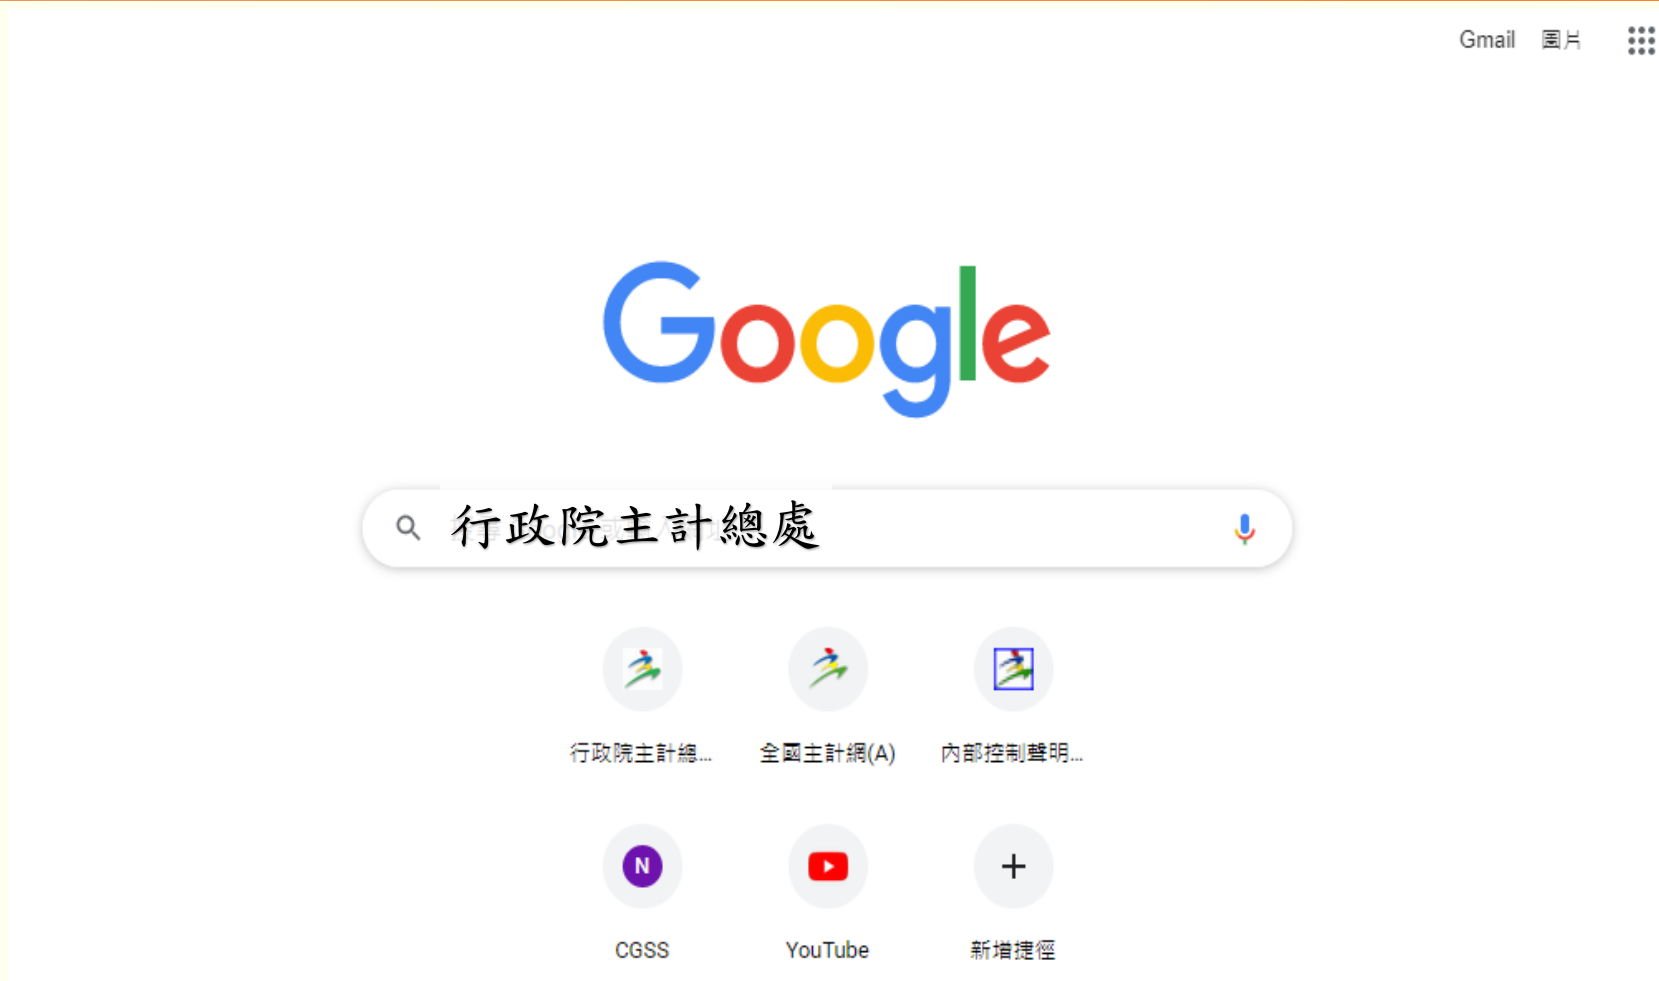 Gmail 圖片
Google
行政院主計總處
行政院主計總... 全國主計網(A) 內部控制聲明...
N
CGSS YouTube 新增捷徑